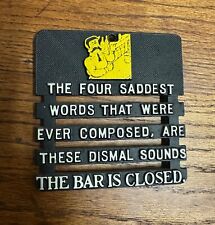 THE FOUR SADDEST
WORDS THAT WERE
EVER COMPOSED, ARE
THESE DISMAL SOUNDS
THE BAR IS CLOSED.